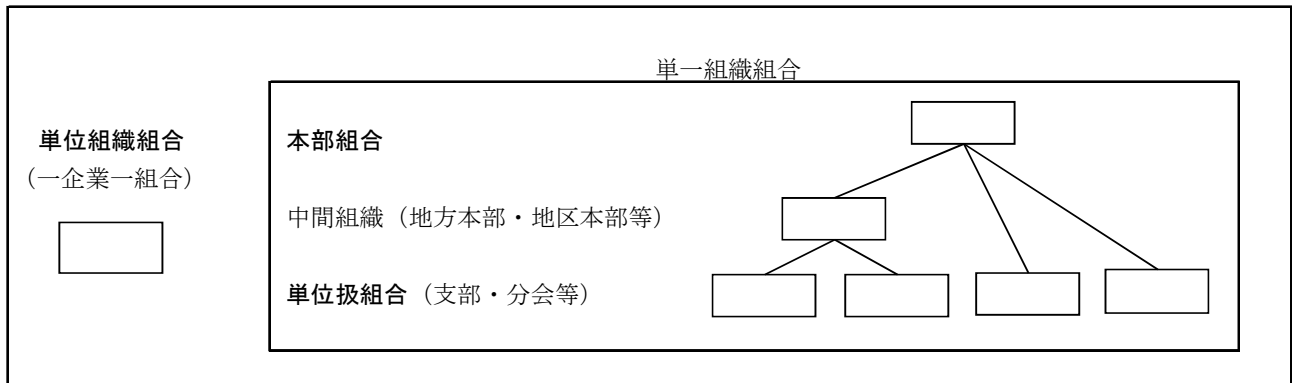 単一組織組合
単位組織組合
(一企業一組合)
本部組合
中間組織（地方本部・地区本部等）
単位扱組合（支部・分会等）